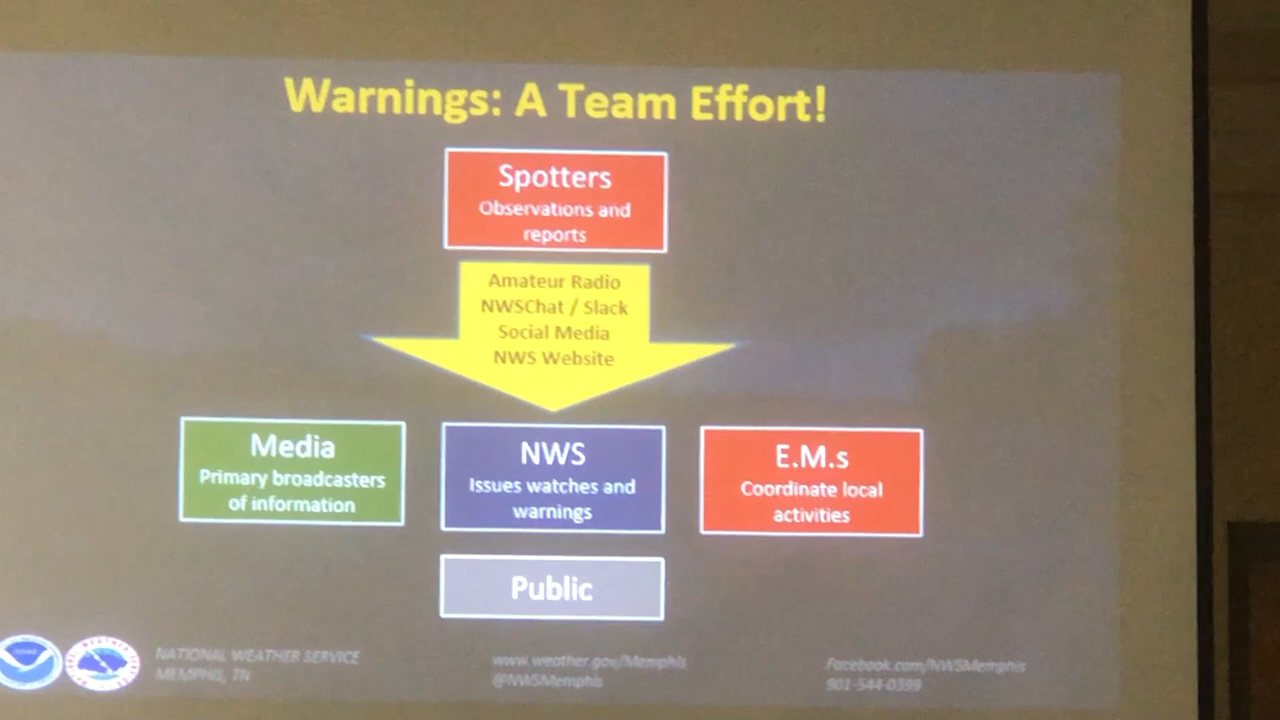 Warnings: A Team Effort!
Spotters
Observations and
reports
Amateur Radio
NWSChat / Slack
Social Media
NWS Website
Media
Primary broadcasters
of information
NWS
Issues watches and
warnings
E.M.s
Coordinate local
activities
Public
NATIONAL WEATHER SERVICE
MEMPHIS, TN
www.weather.gov/Memphis
@NWSMemphis
Facebook.com/NWSMemphis
901-544-0399